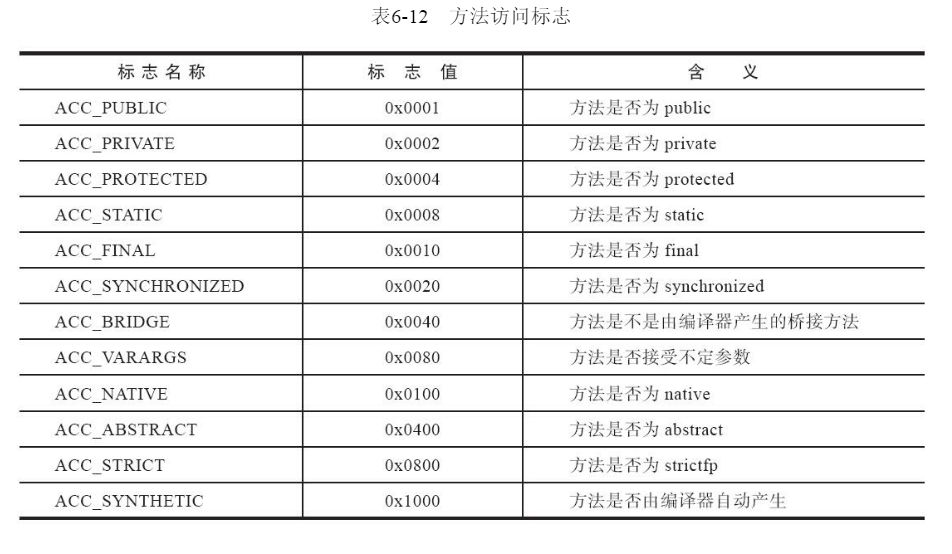 表6-12 方法访问标志
标志名称 标 志 值 含 义
ACC_PUBLIC 0x0001 方法是否为 public
ACC_PRIVATE 0x0002 方法是否为 private
ACC_PROTECTED 0x0004 方法是否为 protected
ACC_STATIC 0x0008 方法是否为 static
ACC_FINAL 0x0010 方法是否为 final
ACC_SYNCHRONIZED 0x0020 方法是否为 synchronized
ACC_BRIDGE 0x0040 方法是不是由编译器产生的桥接方法
ACC_VARARGS 0x0080 方法是否接受不定参数
ACC_NATIVE 0x0100 方法是否为 native
ACC_ABSTRACT 0x0400 方法是否为 abstract
ACC_STRICT 0x0800 方法是否为 strictfp
ACC_SYNTHETIC 0x1000 方法是否由编译器自动产生